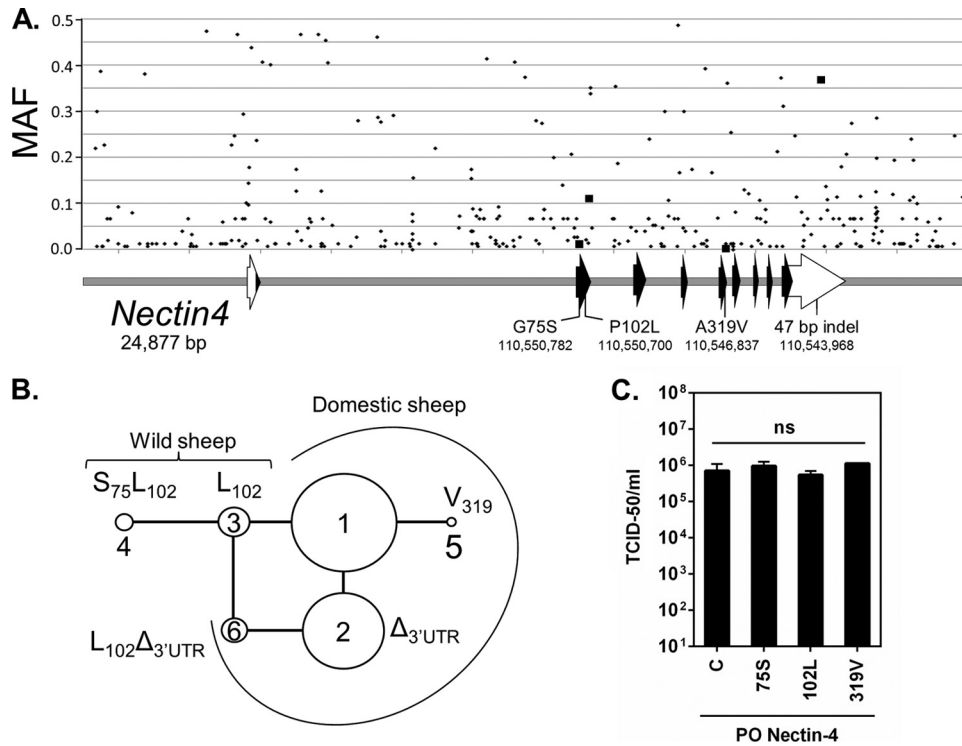 A.
MAF
0.5
0.4
0.3
0.2
0.1
0.0
Nectin4
24,877 bp
G75S
110,550,782
P102L
110,550,700
A319V
110,546,837
47 bp indel
110,543,968
B.
Domestic sheep
Wild sheep
S75L102
L102
V319
4
3
1
5
6
2
L102Δ3'UTR
Δ3'UTR
C.
TCID-50/ml
10^8
10^7
10^6
10^5
10^4
10^3
10^2
10^1
ns
C
75S
102L
319V
PO Nectin-4